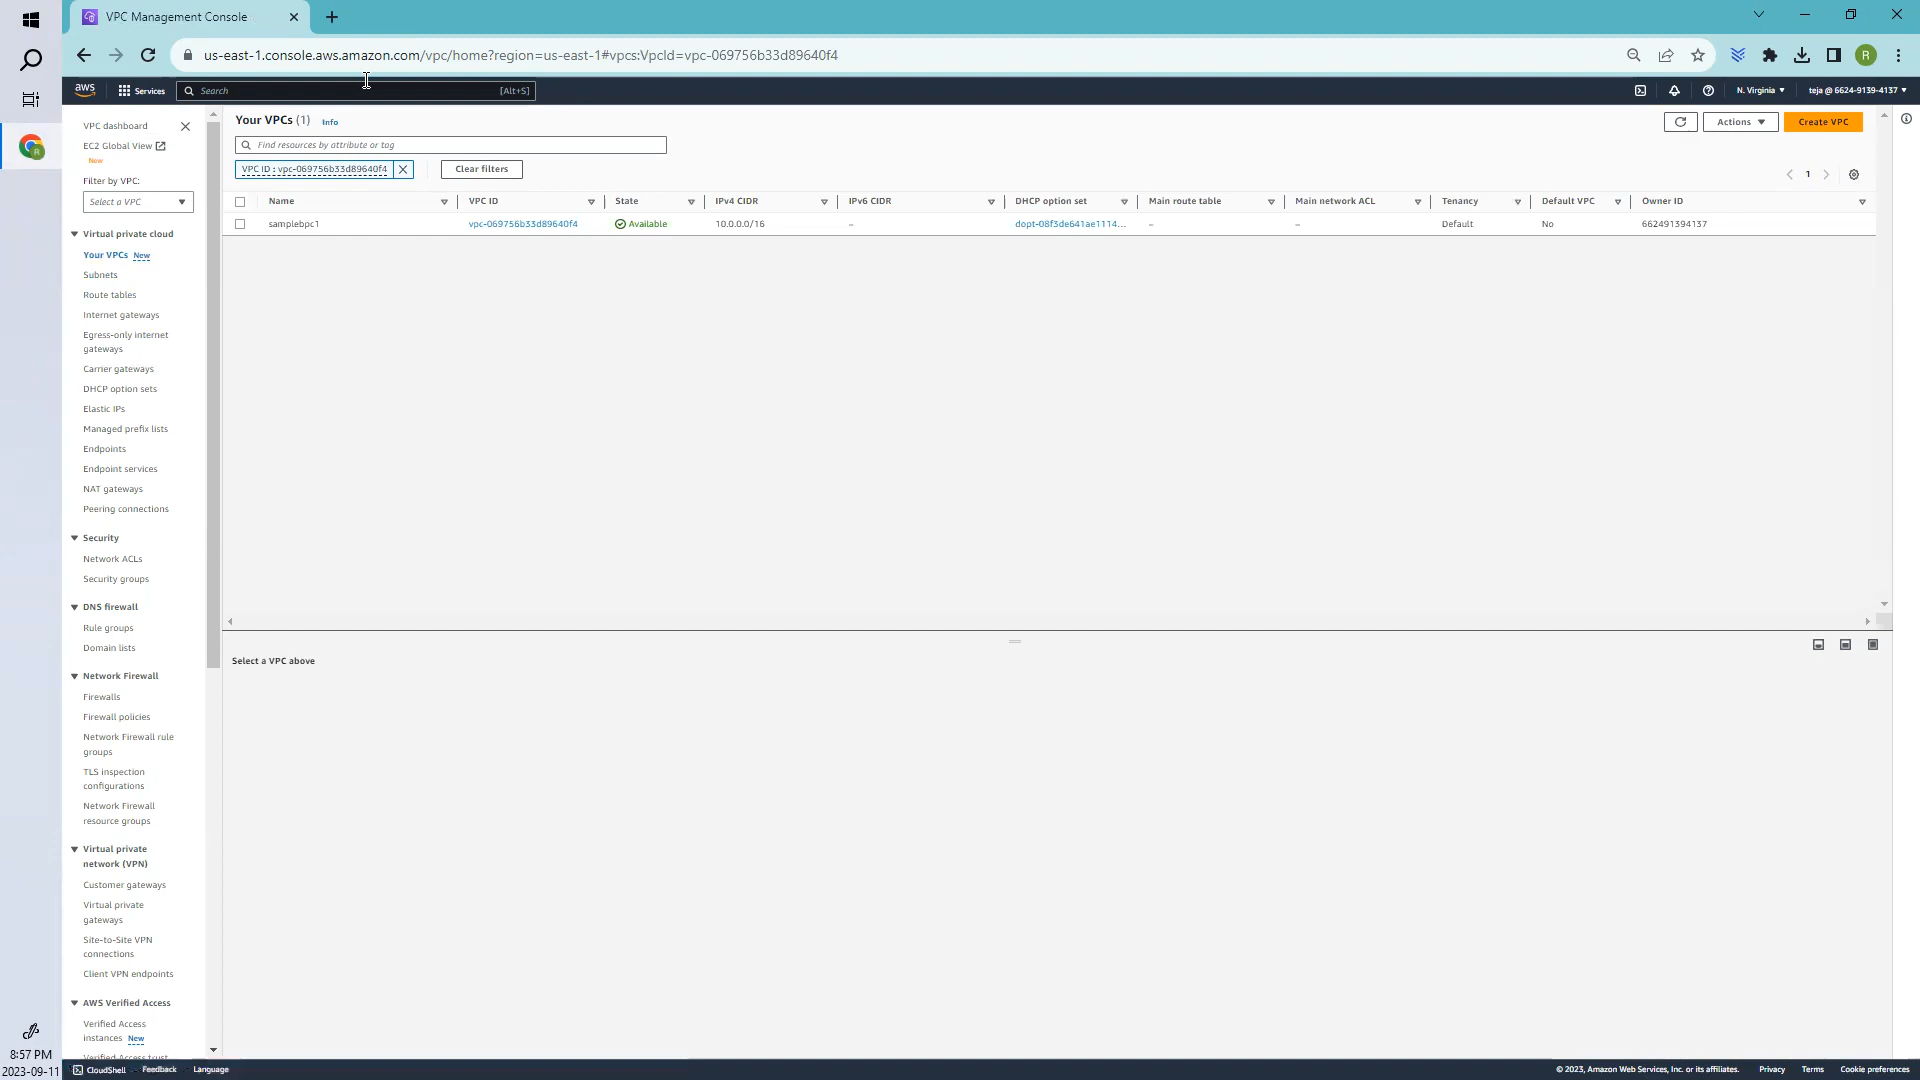 VPC Management Console
us-east-1.console.aws.amazon.com/vpc/home?region=us-east-1#vpcs:VpcId=vpc-069756b33d89640f4
R
aws
Services
Search
[Alt+S]
N. Virginia
teja @ 6624-9139-4137
VPC dashboard
EC2 Global View
New
Filter by VPC:
Select a VPC
Virtual private cloud
Your VPCs New
Subnets
Route tables
Internet gateways
Egress-only internet
gateways
Carrier gateways
DHCP option sets
Elastic IPs
Managed prefix lists
Endpoints
Endpoint services
NAT gateways
Peering connections
Security
Network ACLs
Security groups
DNS firewall
Rule groups
Domain lists
Network Firewall
Firewalls
Firewall policies
Network Firewall rule
groups
TLS inspection
configurations
Network Firewall
resource groups
Virtual private
network (VPN)
Customer gateways
Virtual private
gateways
Site-to-Site VPN
connections
Client VPN endpoints
AWS Verified Access
Verified Access
instances New
Verified Access trust
Your VPCs (1) Info
Actions
Create VPC
Find resources by attribute or tag
VPC ID : vpc-069756b33d89640f4
Clear filters
1
Name VPC ID State IPv4 CIDR IPv6 CIDR DHCP option set Main route table Main network ACL Tenancy Default VPC Owner ID
samplebpc1 vpc-069756b33d89640f4 Available 10.0.0.0/16 – dopt-08f3de641ae1114... – – Default No 662491394137
Select a VPC above
8:57 PM
2023-09-11
CloudShell Feedback Language
© 2023, Amazon Web Services, Inc. or its affiliates. Privacy Terms Cookie preferences